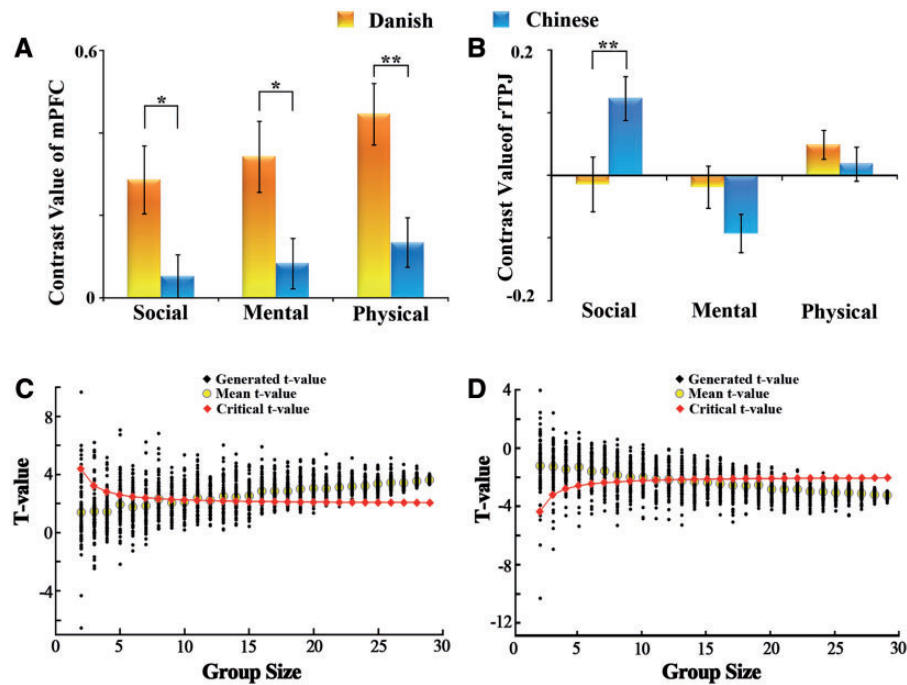 Danish Chinese
A
B
Contrast Value of mPFC
0.6
0
* * **
Social Mental Physical
Contrast Valueof rTPJ
0.2
-0.2
**
Social Mental Physical
C
D
Generated t-value
Mean t-value
Critical t-value
T-value
8
4
0
-4
0 5 10 15 20 25 30
Group Size
Generated t-value
Mean t-value
Critical t-value
T-value
4
0
-4
-8
-12
0 5 10 15 20 25 30
Group Size